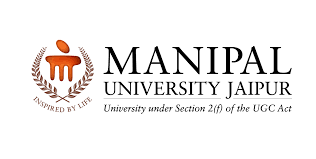 MANIPAL
UNIVERSITY JAIPUR
University under Section 2(f) of the UGC Act
INSPIRED BY LIFE